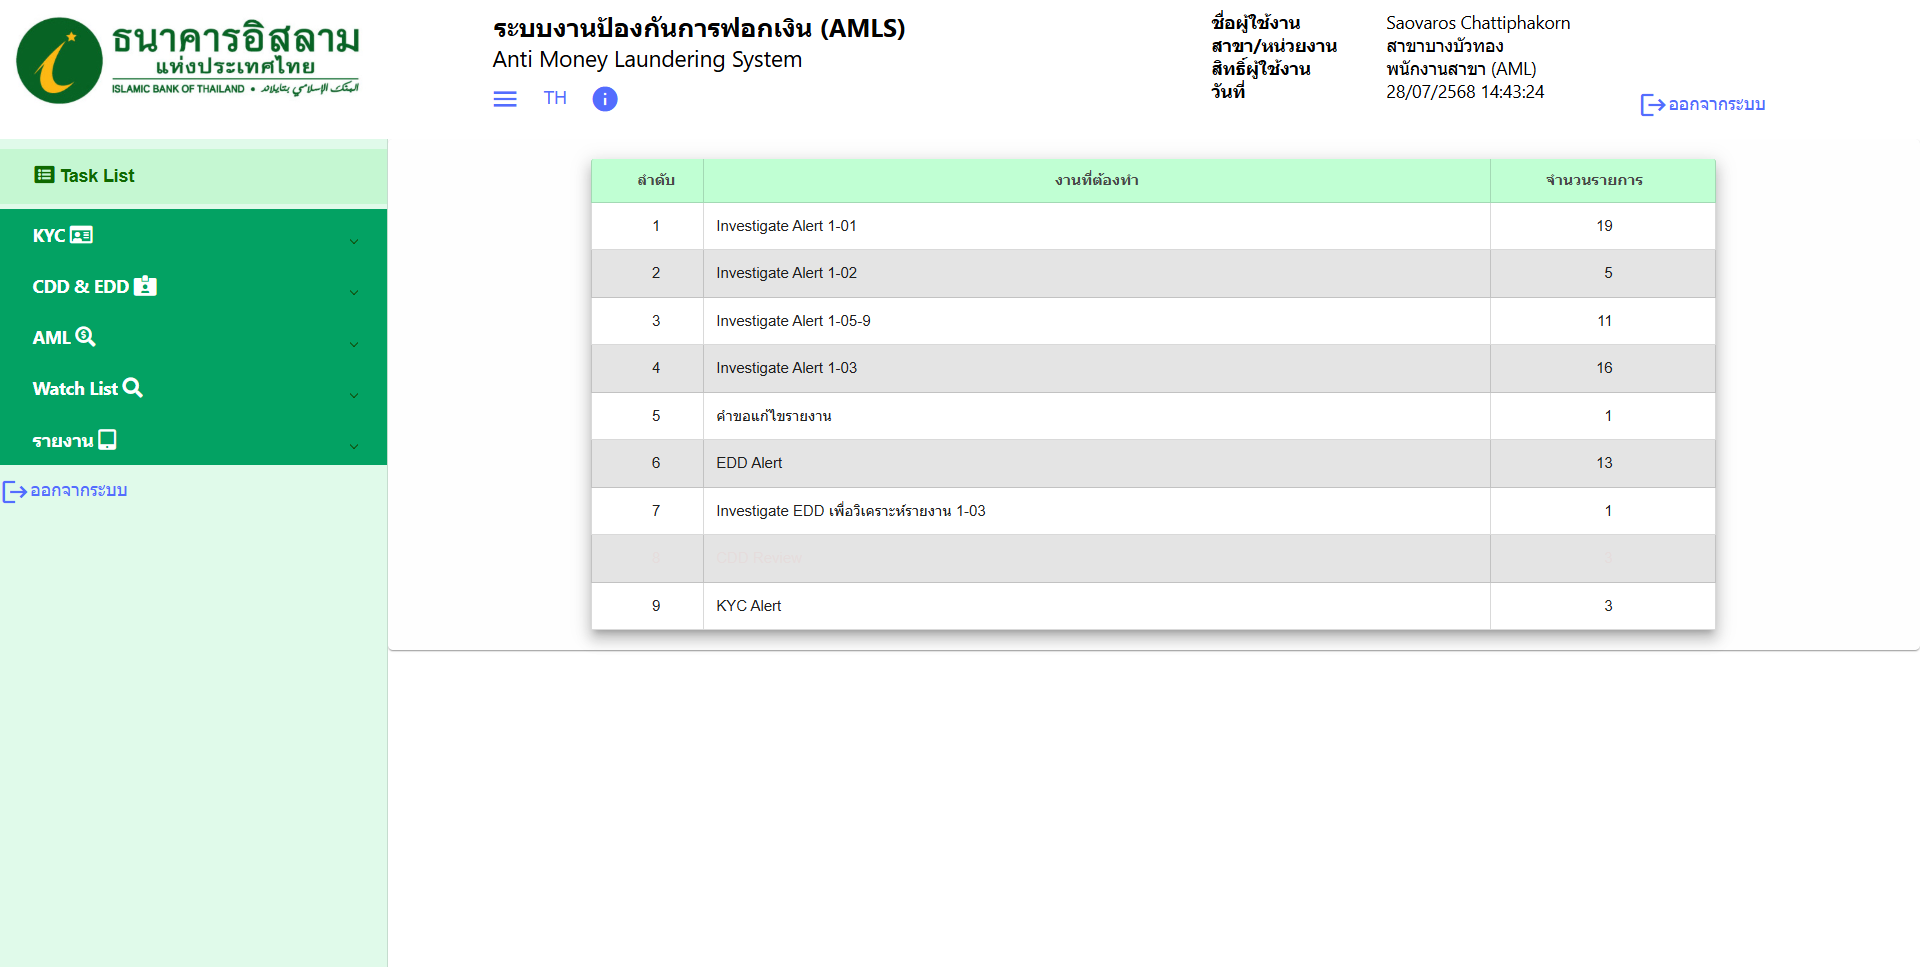 ธนาคารอิสลาม
แห่งประเทศไทย
ISLAMIC BANK OF THAILAND •
ระบบงานป้องกันการฟอกเงิน (AMLS)
Anti Money Laundering System
TH
ชื่อผู้ใช้งาน Saovaros Chattiphakorn
สาขา/หน่วยงาน สาขาบางบัวทอง
สิทธิ์ผู้ใช้งาน พนักงานสาขา (AML)
วันที่ 28/07/2568 14:43:24
ออกจากระบบ
Task List
KYC
CDD & EDD
AML
Watch List
รายงาน
ออกจากระบบ
ลำดับ งานที่ต้องทำ จำนวนรายการ
1 Investigate Alert 1-01 19
2 Investigate Alert 1-02 5
3 Investigate Alert 1-05-9 11
4 Investigate Alert 1-03 16
5 คำขอแก้ไขรายงาน 1
6 EDD Alert 13
7 Investigate EDD เพื่อวิเคราะห์รายงาน 1-03 1
8 CDD Review
9 KYC Alert 3